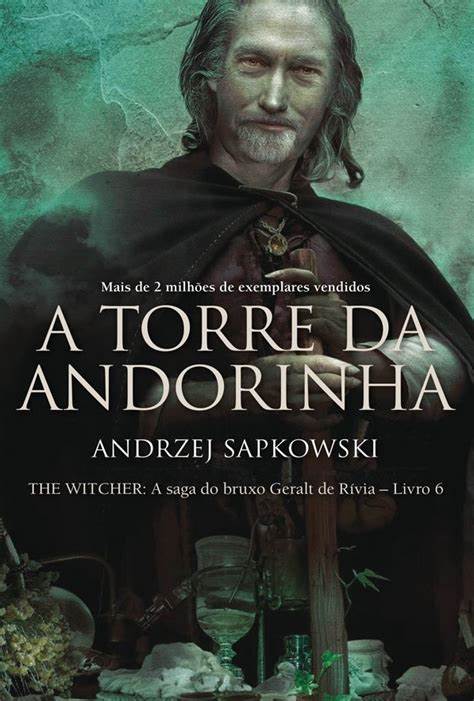 Mais de 2 milhões de exemplares vendidos
A TORRE DA
ANDORINHA
ANDRZEJ SAPKOWSKI
THE WITCHER: A saga do bruxo Geralt de Rívia – Livro 6